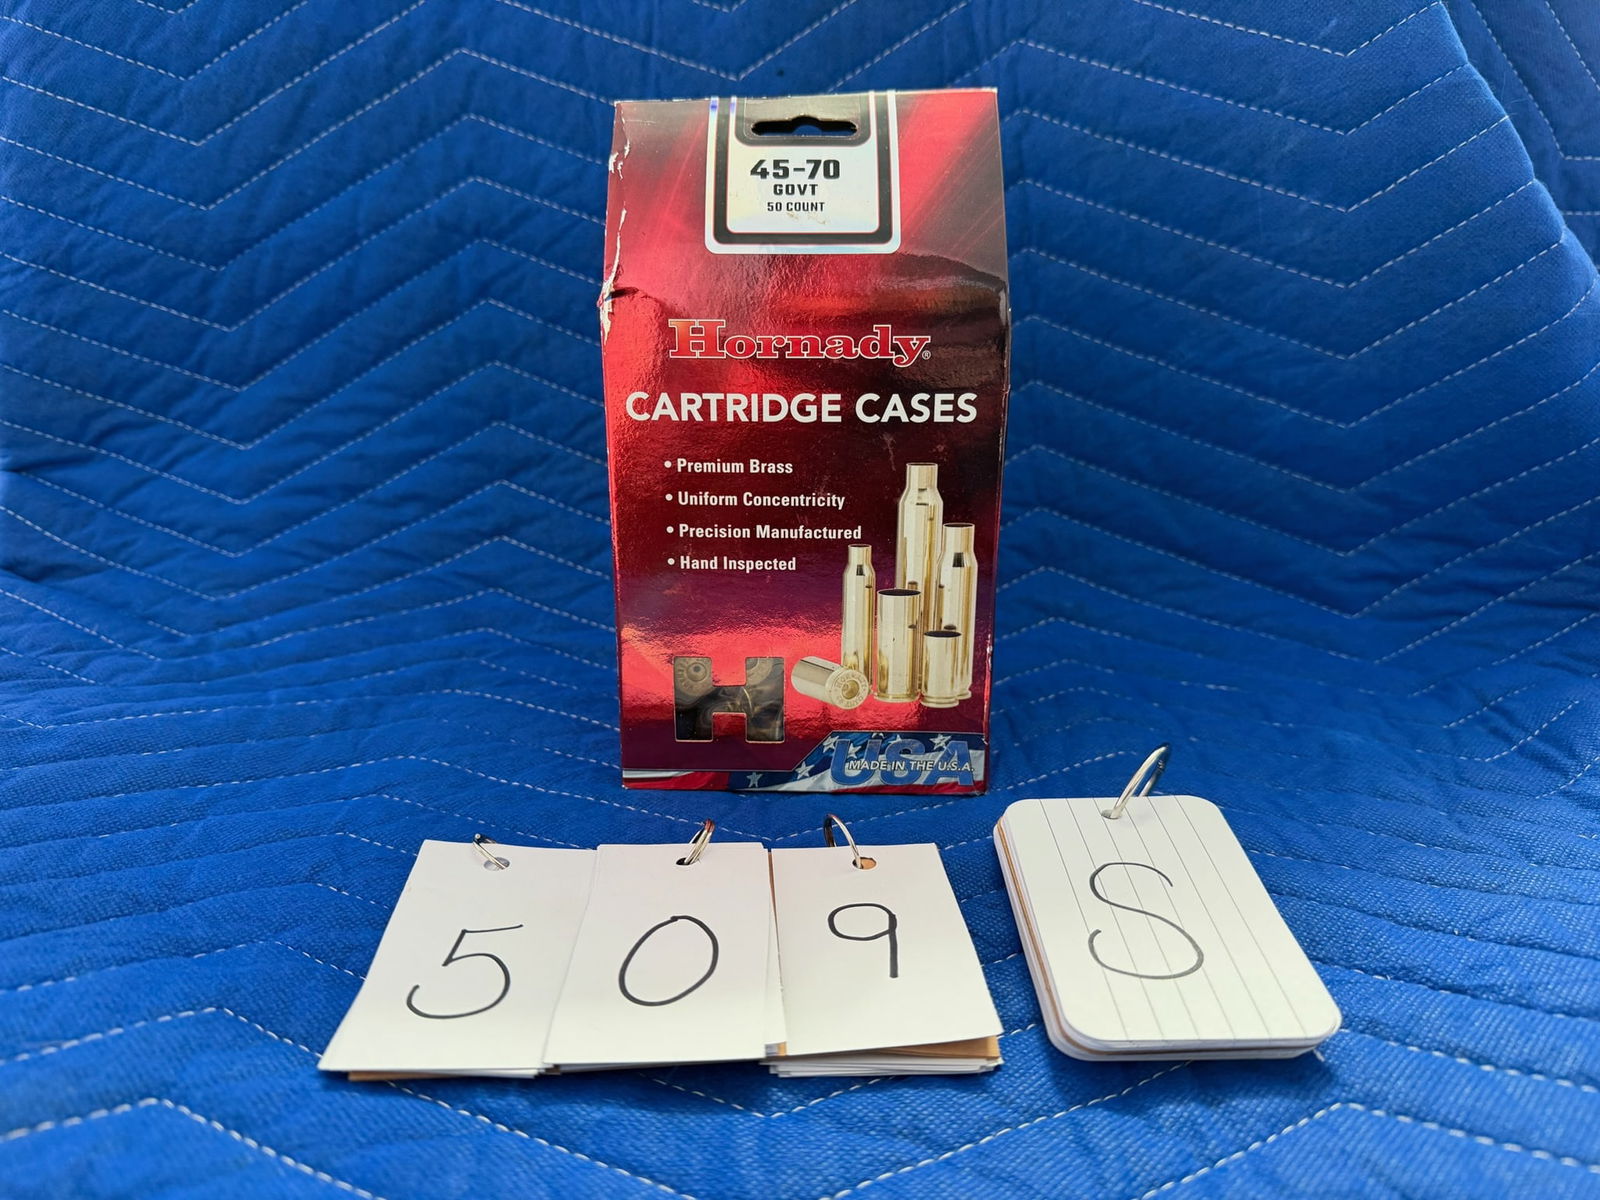 45-70
GOVT
50 COUNT
Hornady®
CARTRIDGE CASES
• Premium Brass
• Uniform Concentricity
• Precision Manufactured
• Hand Inspected
H
USA
MADE IN THE U.S.A.
5 0 9 S